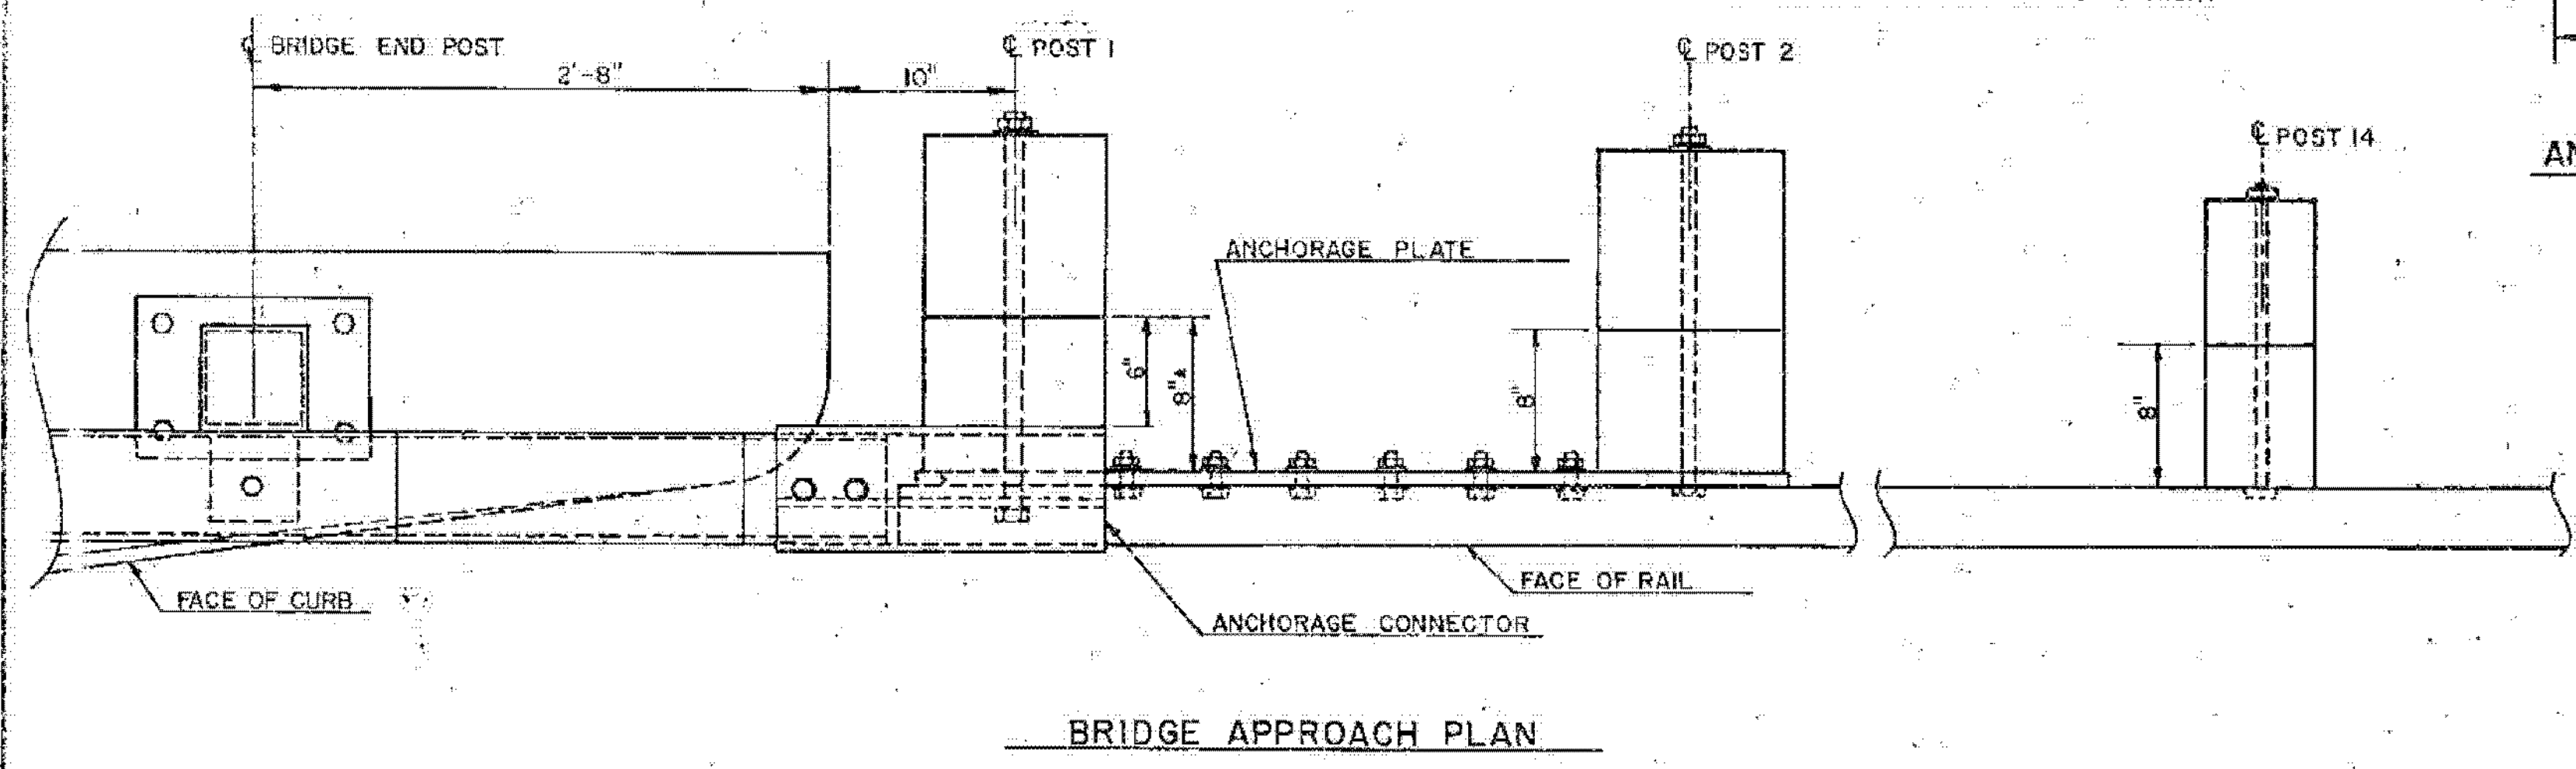 ℄ BRIDGE END POST
2'-8"
10"
℄ POST 1
℄ POST 2
℄ POST 14
AN
ANCHORAGE PLATE
6"
8"*
8"
8"
FACE OF CURB
FACE OF RAIL
ANCHORAGE CONNECTOR
BRIDGE APPROACH PLAN